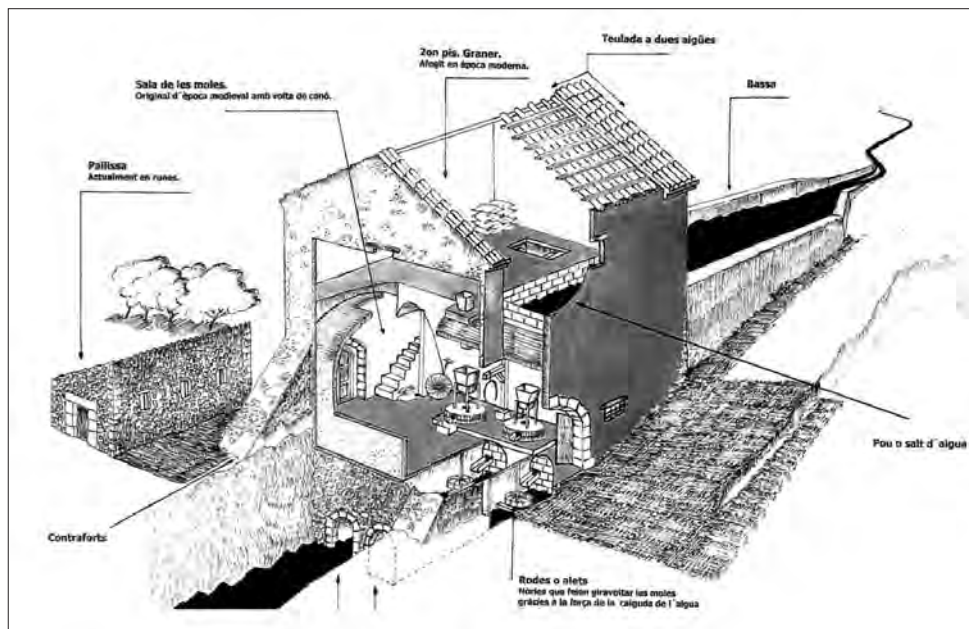 Teulada a dues aigües
2on pis. Graner.
Afegit en època moderna.
Sala de les moles.
Original d´època medieval amb volta de canó.
Bassa
Pallissa
Actualment en runes.
Pou o salt d´aigua
Contraforts
Rodes o alets
Nòries que feien giravoltar les moles
gràcies a la força de la caiguda de l´aigua